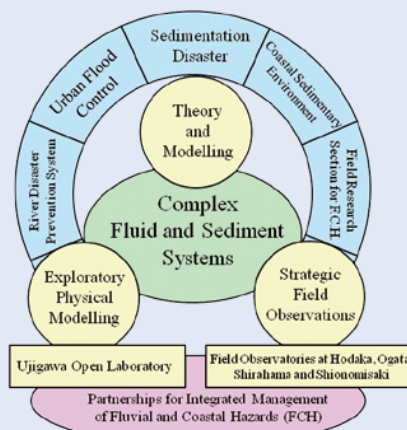 River Disaster
Prevention System
Urban Flood
Control
Sedimentation
Disaster
Coastal Sedimentary
Environment
Field Research
Section for FCH
Theory
and
Modelling
Complex
Fluid and Sediment
Systems
Exploratory
Physical
Modelling
Strategic
Field
Observations
Ujigawa Open Laboratory
Field Observatories at Hodaka, Ogata
Shirahama and Shionomisaki
Partnerships for Integrated Management
of Fluvial and Coastal Hazards (FCH)